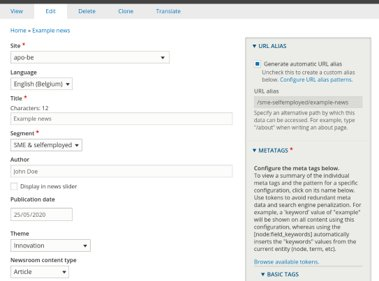 View Edit Delete Clone Translate
Home » Example news
Site *
apo-be
Language
English (Belgium)
Title *
Characters: 12
Example news
Segment *
SME & selfemployed
Author
John Doe
Display in news slider
Publication date
25/05/2020
Theme
Innovation
Newsroom content type
Article
URL ALIAS
Generate automatic URL alias
Uncheck this to create a custom alias
below. Configure URL alias patterns.
URL alias
/sme-selfemployed/example-news
Specify an alternative path by which this
data can be accessed. For example, type
"/about" when writing an about page.
METATAGS *
Configure the meta tags below.
To view a summary of the individual
meta tags and the pattern for a specific
configuration, click on its name below.
Use tokens to avoid redundant meta
data and search engine penalization. For
example, a 'keyword' value of "example"
will be shown on all content using this
configuration, whereas using the
[node:field_keywords] automatically
inserts the "keywords" values from the
current entity (node, term, etc).
Browse available tokens.
BASIC TAGS